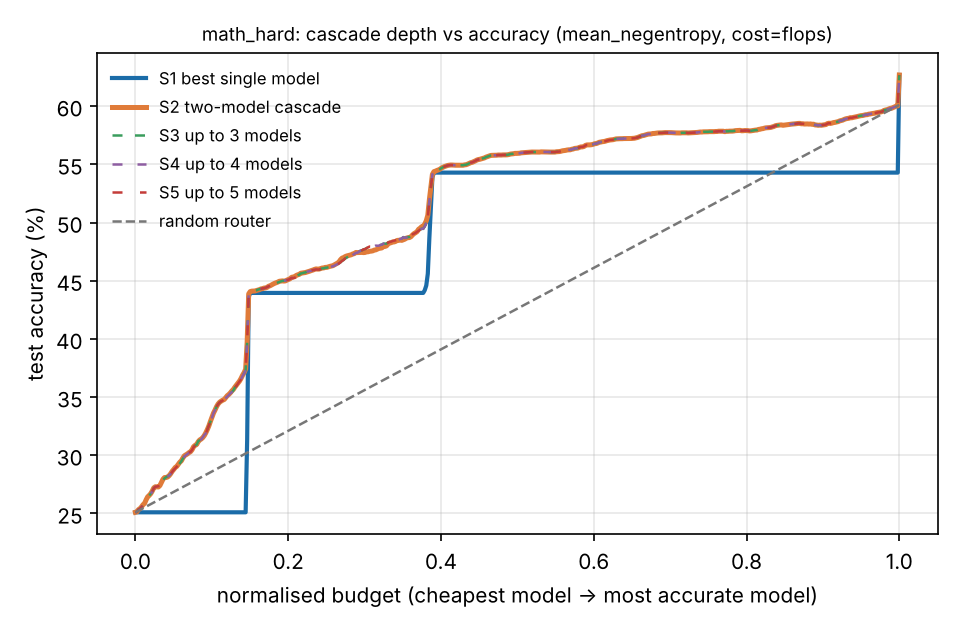 math_hard: cascade depth vs accuracy (mean_negentropy, cost=flops)
S1 best single model
S2 two-model cascade
S3 up to 3 models
S4 up to 4 models
S5 up to 5 models
random router
test accuracy (%)
60
55
50
45
40
35
30
25
0.0 0.2 0.4 0.6 0.8 1.0
normalised budget (cheapest model → most accurate model)